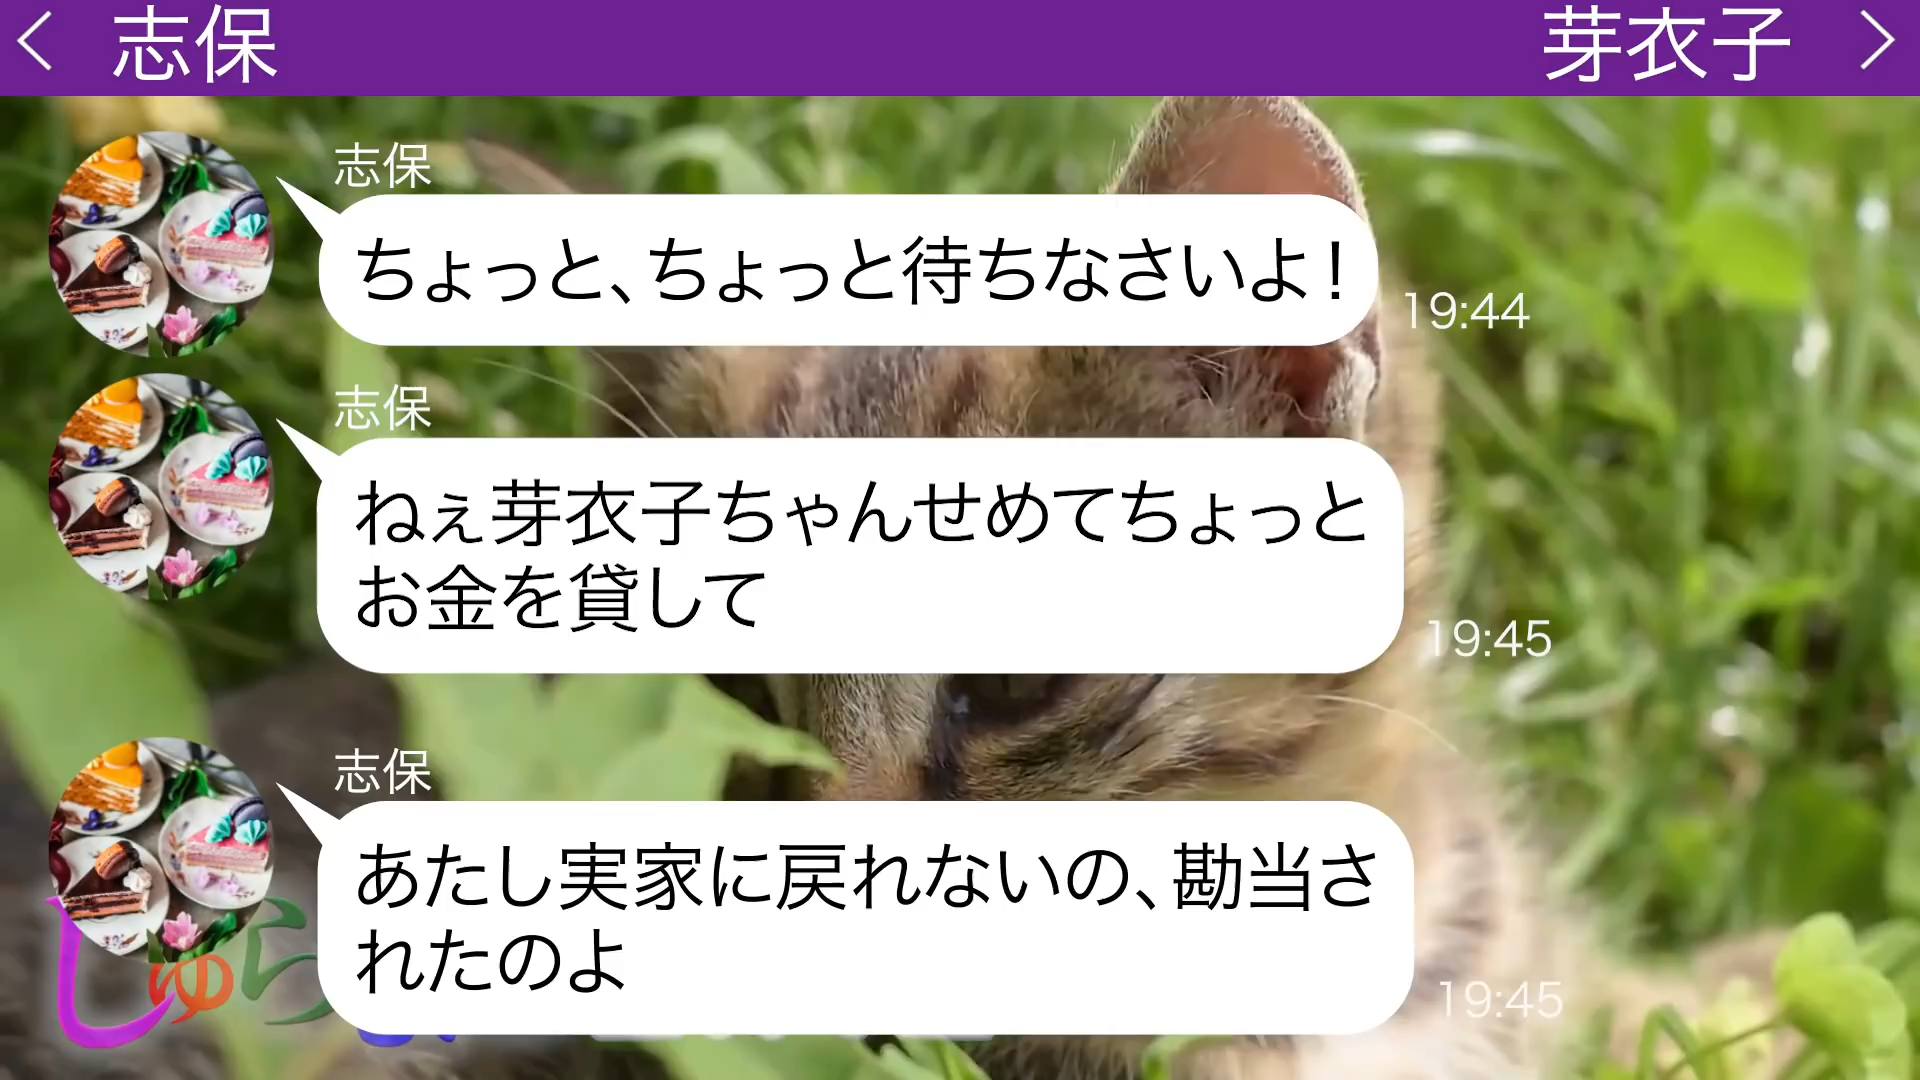 志保
芽衣子
志保
ちょっと、ちょっと待ちなさいよ！
19:44
志保
ねぇ芽衣子ちゃんせめてちょっと
お金を貸して
19:45
志保
あたし実家に戻れないの、勘当さ
れたのよ
19:45
しゅら